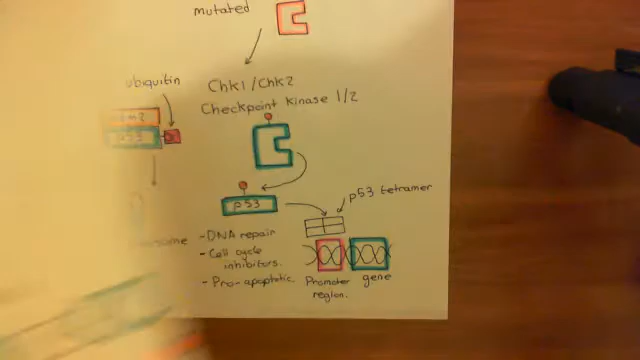 mutated
ubiquitin
Chk1/Chk2
Checkpoint kinase 1/2
p53
p53
p53 tetramer
- DNA repair
- Cell cycle
inhibitors.
- Pro-apoptotic.
Promoter
region.
gene